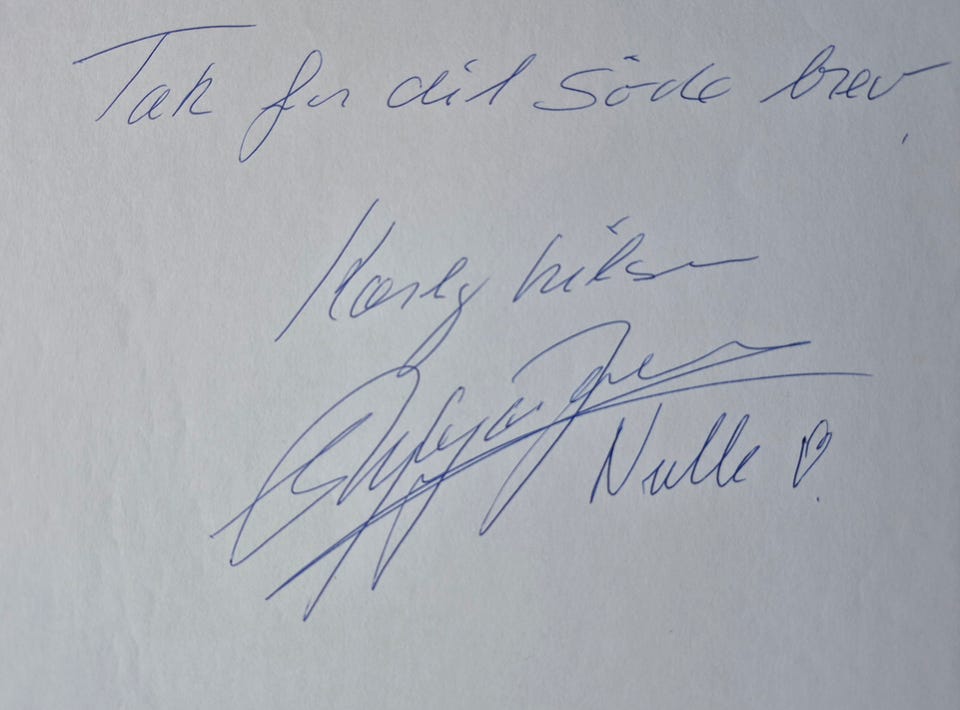 Tak for dit söde brev.
Kærlig hilsen
Nulle